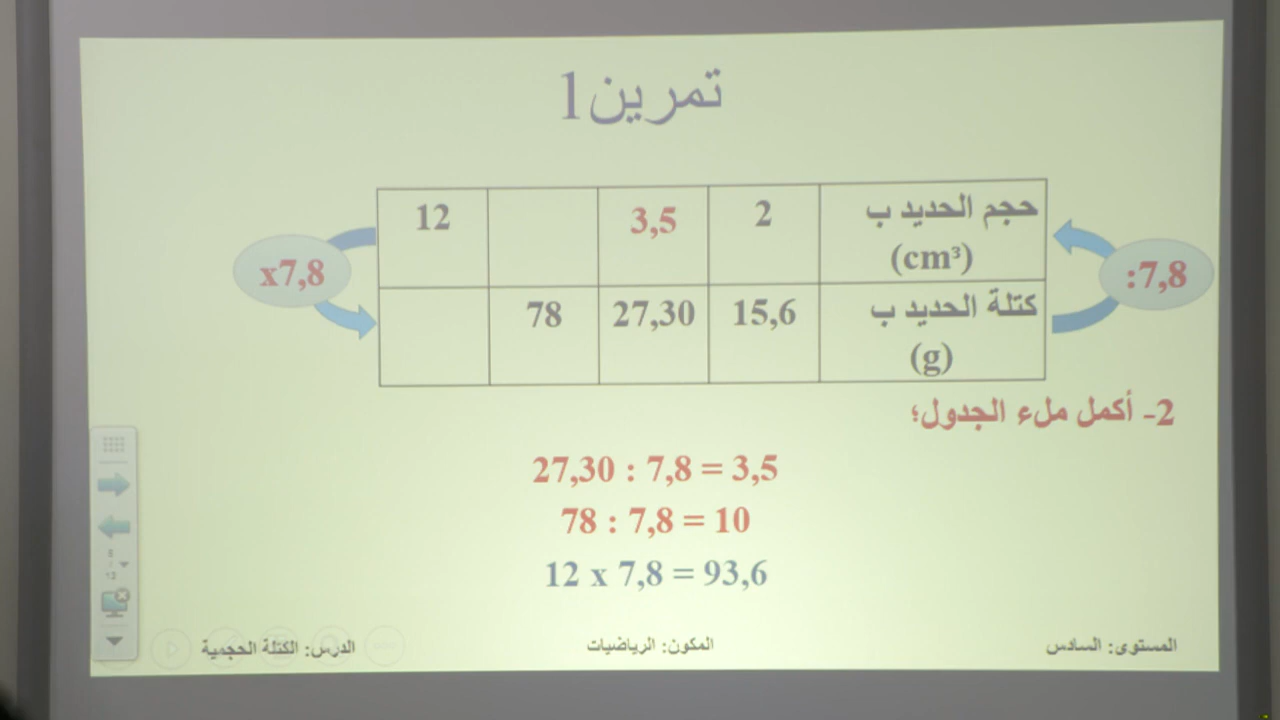 تمرين1
حجم الحديد ب (cm³) 2 3,5 12
كتلة الحديد ب (g) 15,6 27,30 78
x7,8
:7,8
2- أكمل ملء الجدول؛
27,30 : 7,8 = 3,5
78 : 7,8 = 10
12 x 7,8 = 93,6
المستوى: السادس المكون: الرياضيات الدرس: الكتلة الحجمية